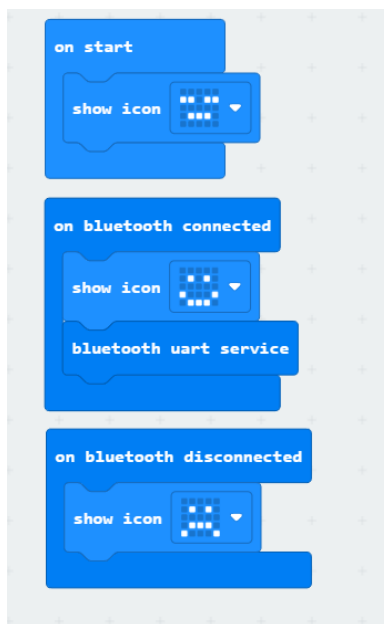 on start
show icon
on bluetooth connected
show icon
bluetooth uart service
on bluetooth disconnected
show icon